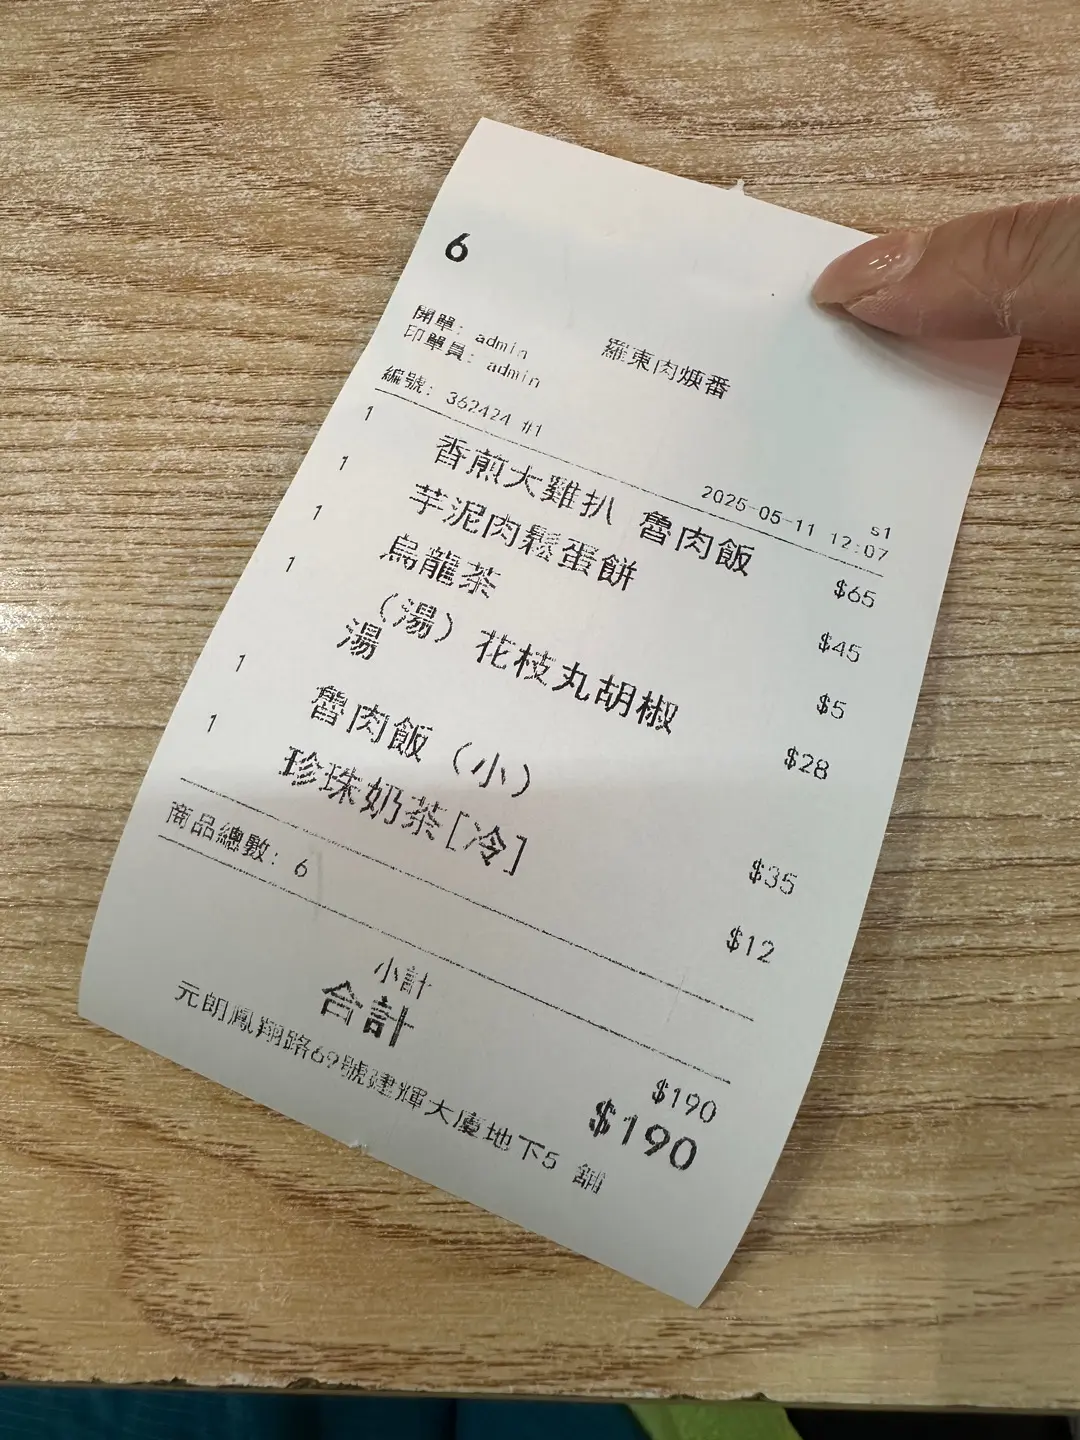 6
羅東肉焿番
開單: admin
印單員: admin
編號: 362424 #1
s1
2025-05-11 12:07
1 香煎大雞扒 魯肉飯 $65
1 芋泥肉鬆蛋餅 $45
1 烏龍茶 $5
1 (湯) 花枝丸胡椒 $28
湯
1 魯肉飯 (小) $35
1 珍珠奶茶[冷] $12
商品總數: 6
小計 $190
合計 $190
元朗鳳翔路69號建輝大廈地下5 舖